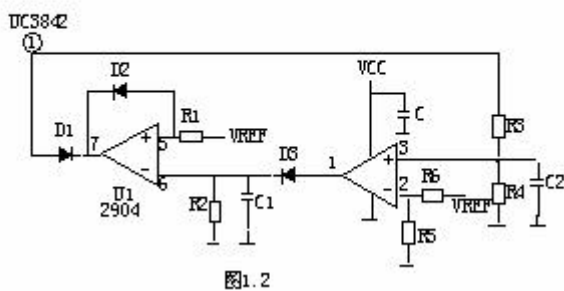 UC3842
①
D2
VCC
D1
7
+
5
R1
VREF
C
R3
-
6
D3
1
+
3
-
2
R6
VREF
R4
C2
U1
2904
R2
C1
R5
图1.2